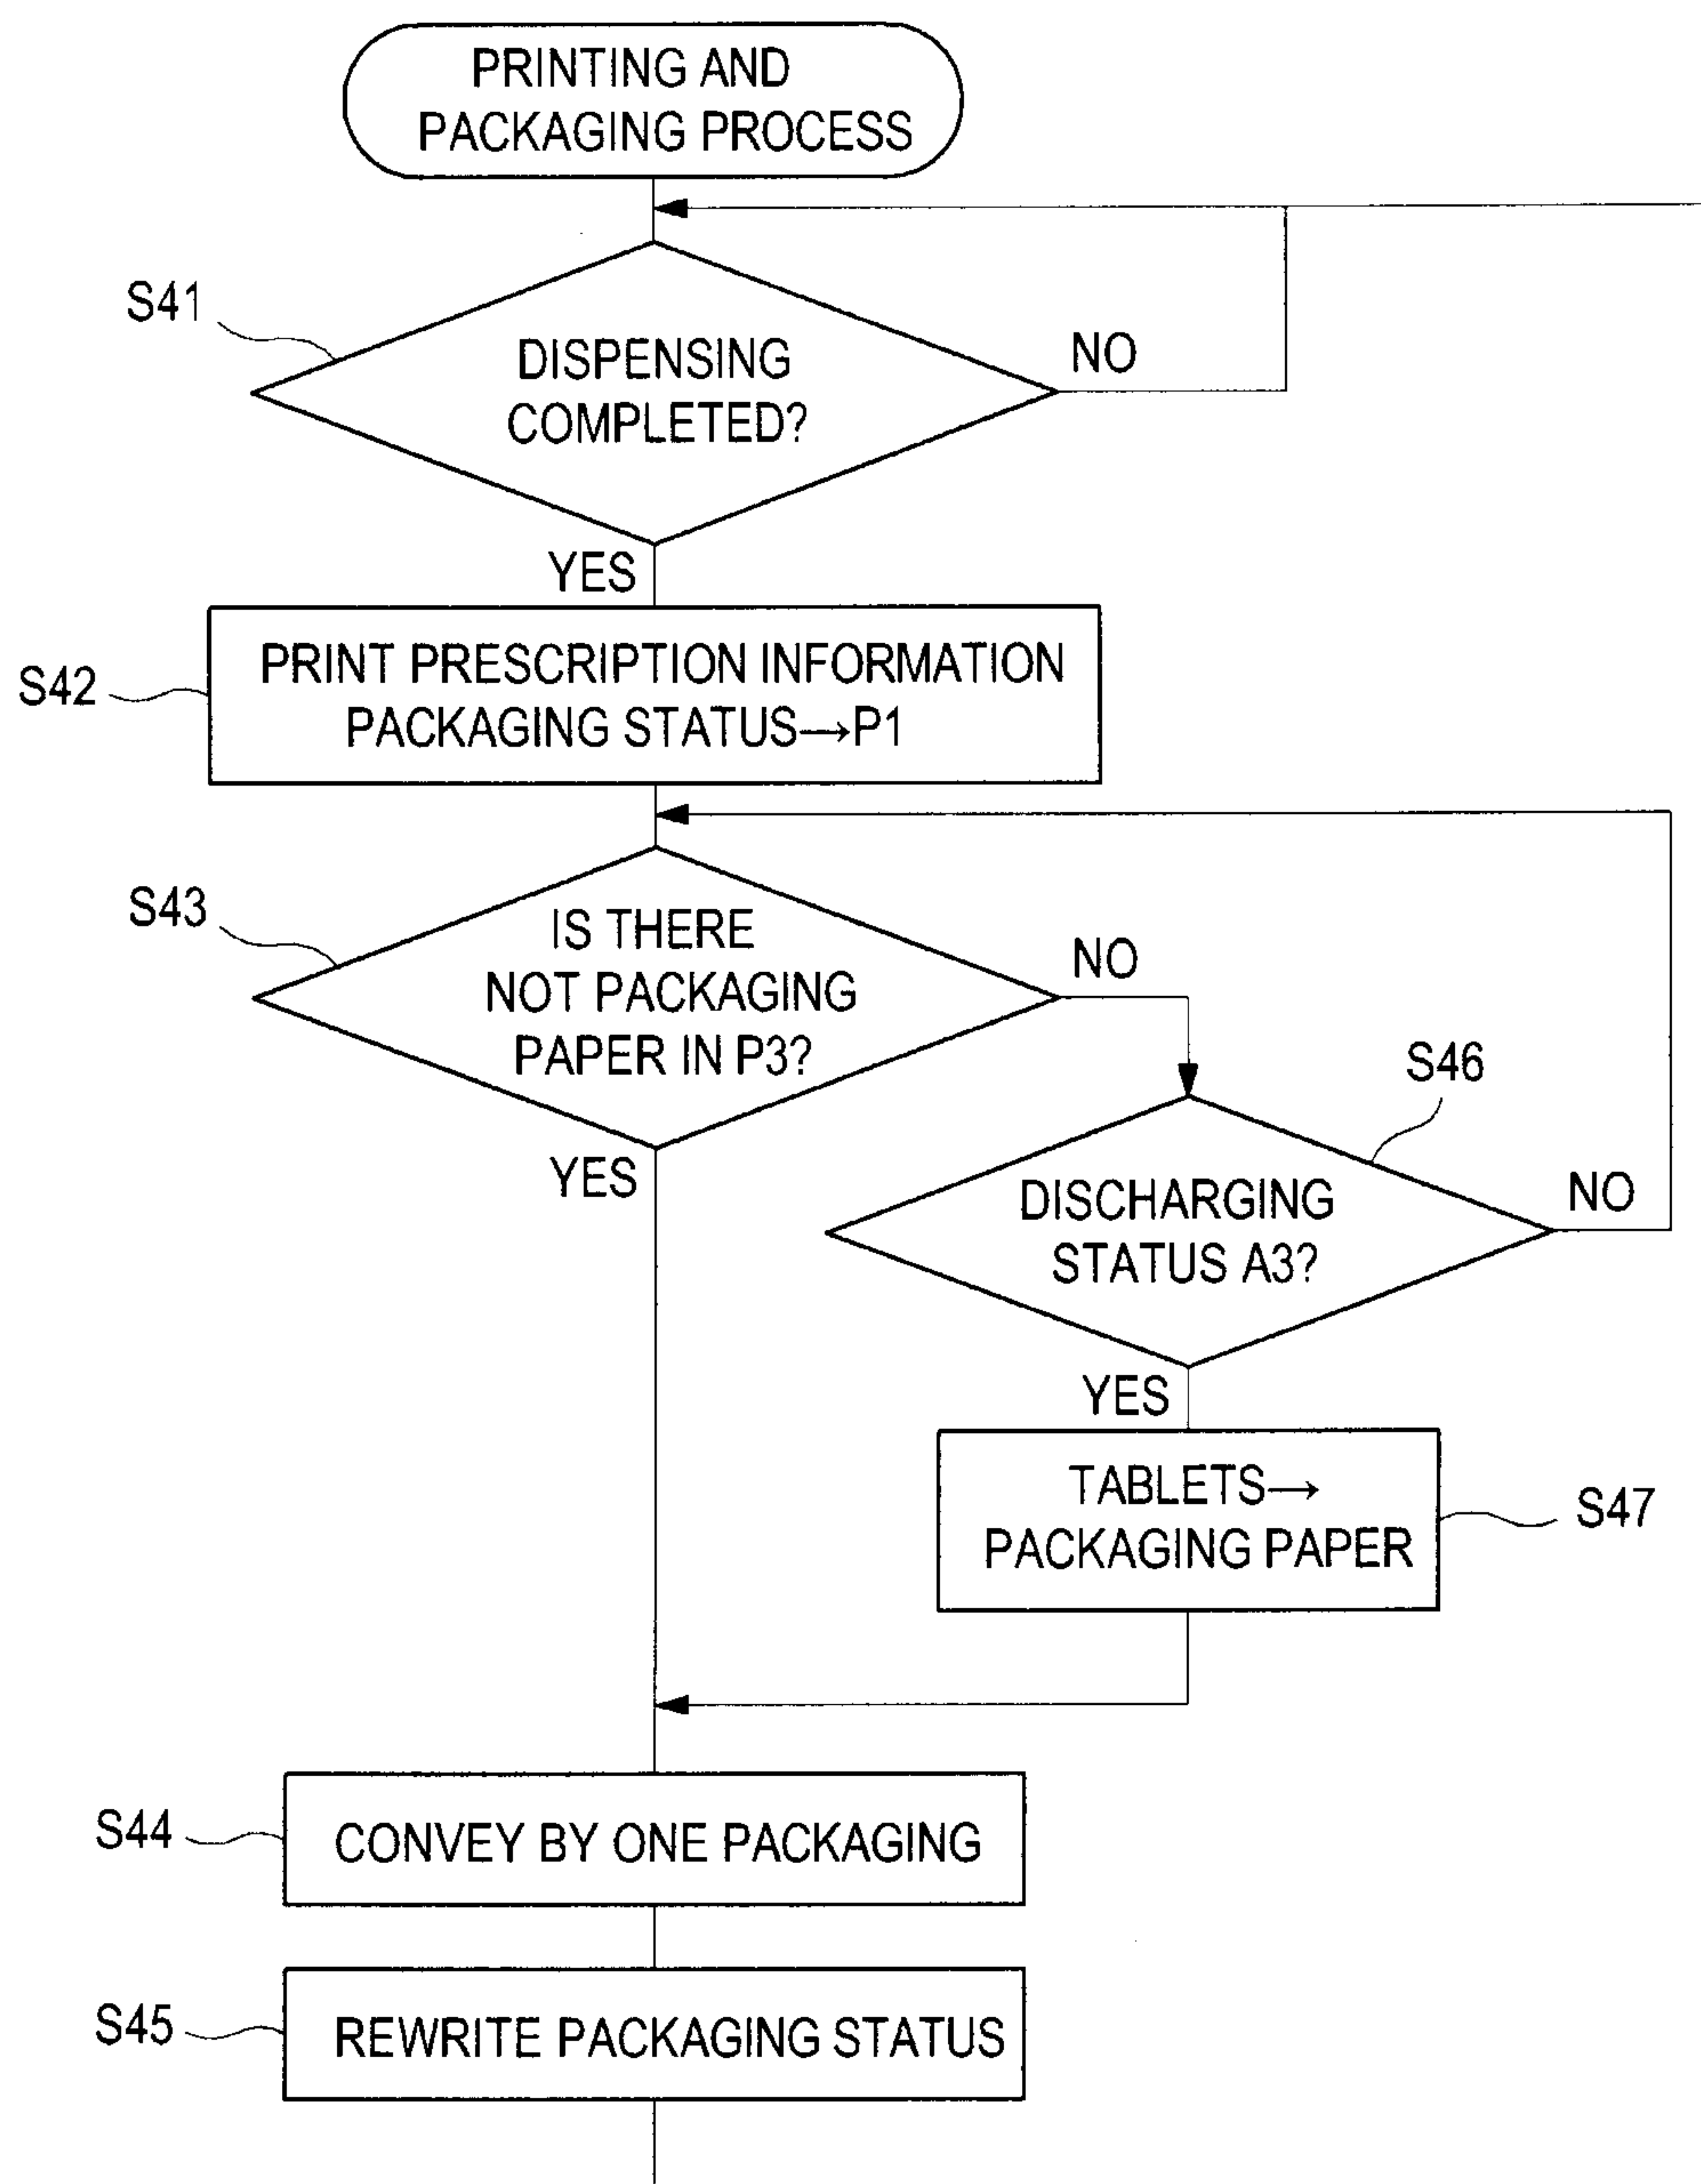 PRINTING AND
PACKAGING PROCESS
S41
DISPENSING
COMPLETED?
NO
YES
S42
PRINT PRESCRIPTION INFORMATION
PACKAGING STATUS→P1
S43
IS THERE
NOT PACKAGING
PAPER IN P3?
NO
YES
S46
DISCHARGING
STATUS A3?
NO
YES
TABLETS→
PACKAGING PAPER
S47
S44
CONVEY BY ONE PACKAGING
S45
REWRITE PACKAGING STATUS